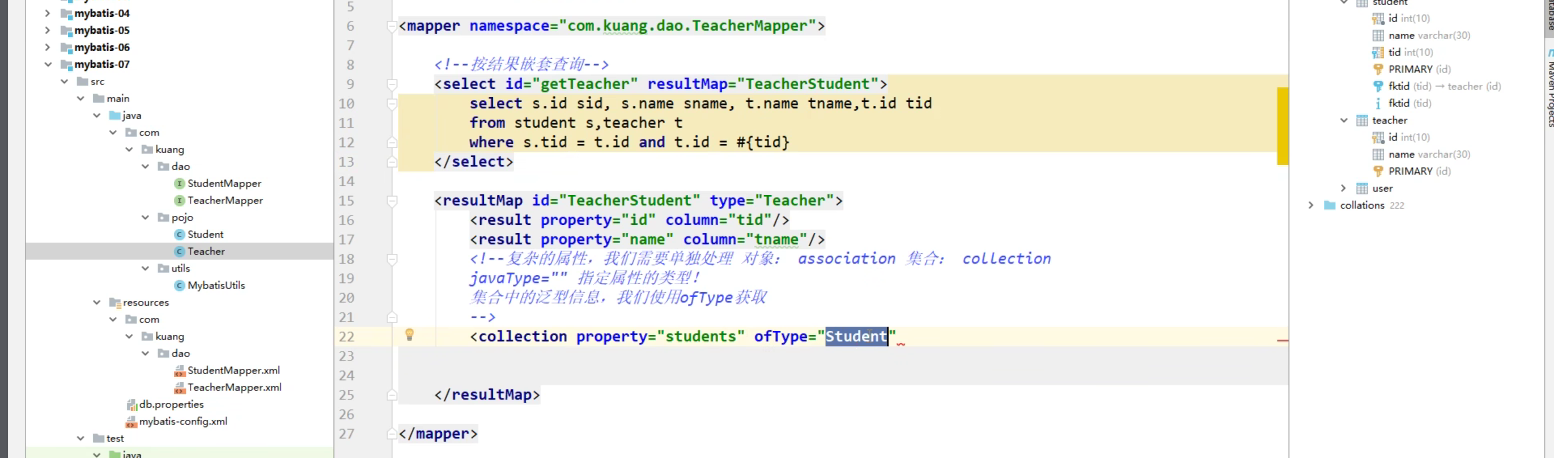 mybatis-04
mybatis-05
mybatis-06
mybatis-07
src
main
java
com
kuang
dao
StudentMapper
TeacherMapper
pojo
Student
Teacher
utils
MybatisUtils
resources
com
kuang
dao
StudentMapper.xml
TeacherMapper.xml
db.properties
mybatis-config.xml
test
java
5
6 <mapper namespace="com.kuang.dao.TeacherMapper">
7
8 <!--按结果嵌套查询-->
9 <select id="getTeacher" resultMap="TeacherStudent">
10 select s.id sid, s.name sname, t.name tname,t.id tid
11 from student s,teacher t
12 where s.tid = t.id and t.id = #{tid}
13 </select>
14
15 <resultMap id="TeacherStudent" type="Teacher">
16 <result property="id" column="tid"/>
17 <result property="name" column="tname"/>
18 <!--复杂的属性，我们需要单独处理 对象： association 集合： collection
19 javaType="" 指定属性的类型！
20 集合中的泛型信息，我们使用ofType获取
21 -->
22 <collection property="students" ofType="Student"
23
24
25 </resultMap>
26
27 </mapper>
student
id int(10)
name varchar(30)
tid int(10)
PRIMARY (id)
fktid (tid) → teacher (id)
fktid (tid)
teacher
id int(10)
name varchar(30)
PRIMARY (id)
user
collations 222
Maven Projects